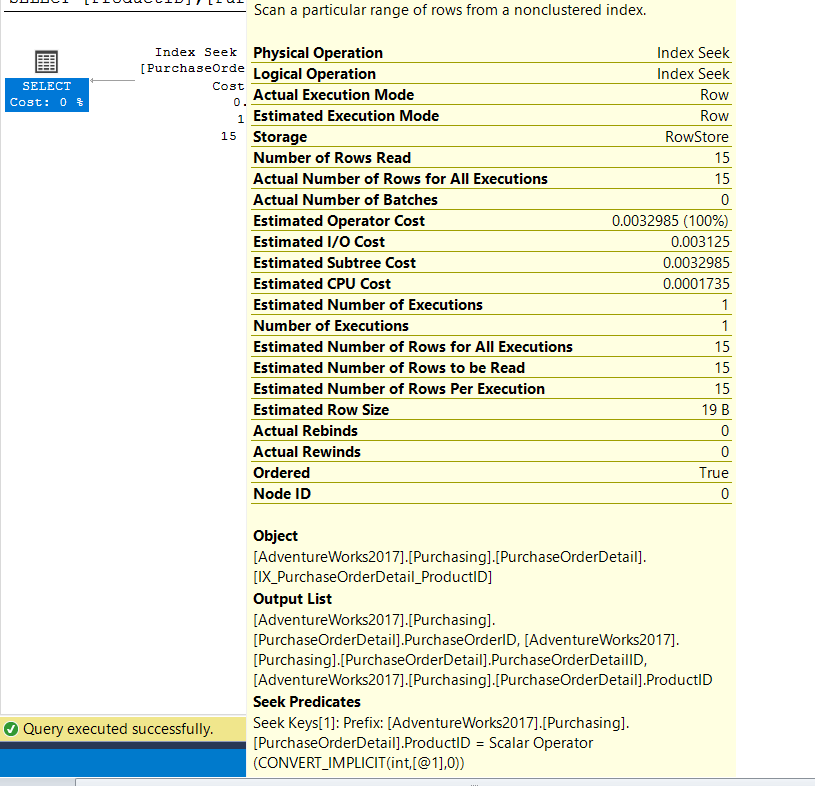 Scan a particular range of rows from a nonclustered index.
Index Seek
[PurchaseOrde
Cost
0.
1
15
SELECT
Cost: 0 %
Physical Operation Index Seek
Logical Operation Index Seek
Actual Execution Mode Row
Estimated Execution Mode Row
Storage RowStore
Number of Rows Read 15
Actual Number of Rows for All Executions 15
Actual Number of Batches 0
Estimated Operator Cost 0.0032985 (100%)
Estimated I/O Cost 0.003125
Estimated Subtree Cost 0.0032985
Estimated CPU Cost 0.0001735
Estimated Number of Executions 1
Number of Executions 1
Estimated Number of Rows for All Executions 15
Estimated Number of Rows to be Read 15
Estimated Number of Rows Per Execution 15
Estimated Row Size 19 B
Actual Rebinds 0
Actual Rewinds 0
Ordered True
Node ID 0
Object
[AdventureWorks2017].[Purchasing].[PurchaseOrderDetail].
[IX_PurchaseOrderDetail_ProductID]
Output List
[AdventureWorks2017].[Purchasing].
[PurchaseOrderDetail].PurchaseOrderID, [AdventureWorks2017].
[Purchasing].[PurchaseOrderDetail].PurchaseOrderDetailID,
[AdventureWorks2017].[Purchasing].[PurchaseOrderDetail].ProductID
Seek Predicates
Seek Keys[1]: Prefix: [AdventureWorks2017].[Purchasing].
[PurchaseOrderDetail].ProductID = Scalar Operator
(CONVERT_IMPLICIT(int,[@1],0))
Query executed successfully.